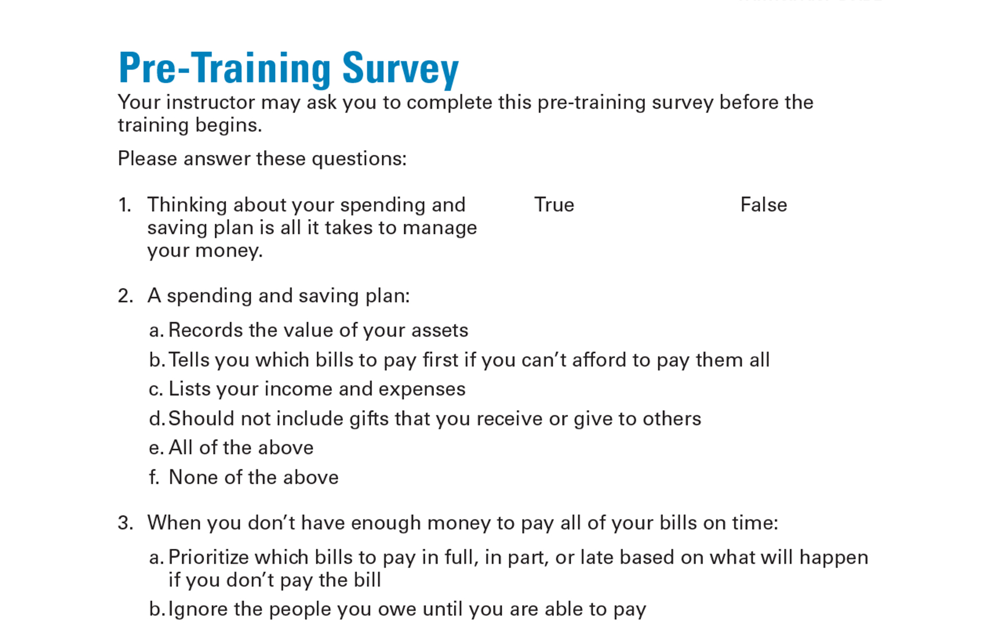 Pre-Training Survey
Your instructor may ask you to complete this pre-training survey before the
training begins.
Please answer these questions:
1. Thinking about your spending and True False
saving plan is all it takes to manage
your money.
2. A spending and saving plan:
a. Records the value of your assets
b. Tells you which bills to pay first if you can’t afford to pay them all
c. Lists your income and expenses
d. Should not include gifts that you receive or give to others
e. All of the above
f. None of the above
3. When you don’t have enough money to pay all of your bills on time:
a. Prioritize which bills to pay in full, in part, or late based on what will happen
if you don’t pay the bill
b. Ignore the people you owe until you are able to pay